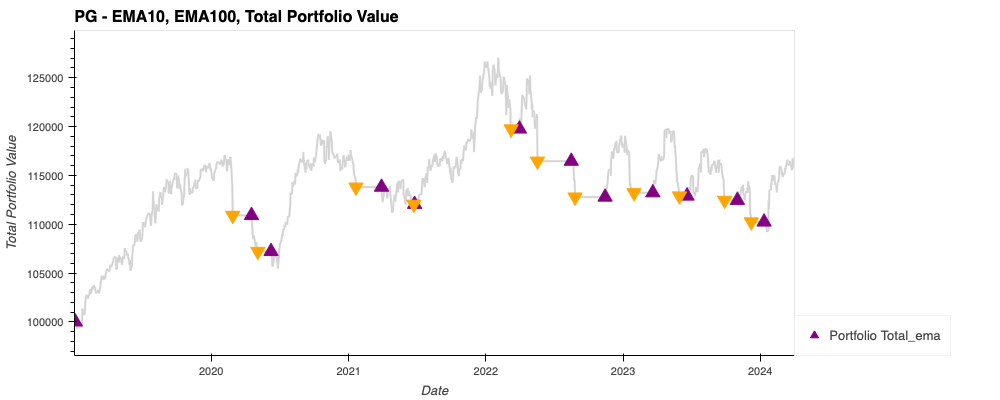 PG - EMA10, EMA100, Total Portfolio Value
Total Portfolio Value
125000
120000
115000
110000
105000
100000
2020
2021
2022
2023
2024
Date
Portfolio Total_ema